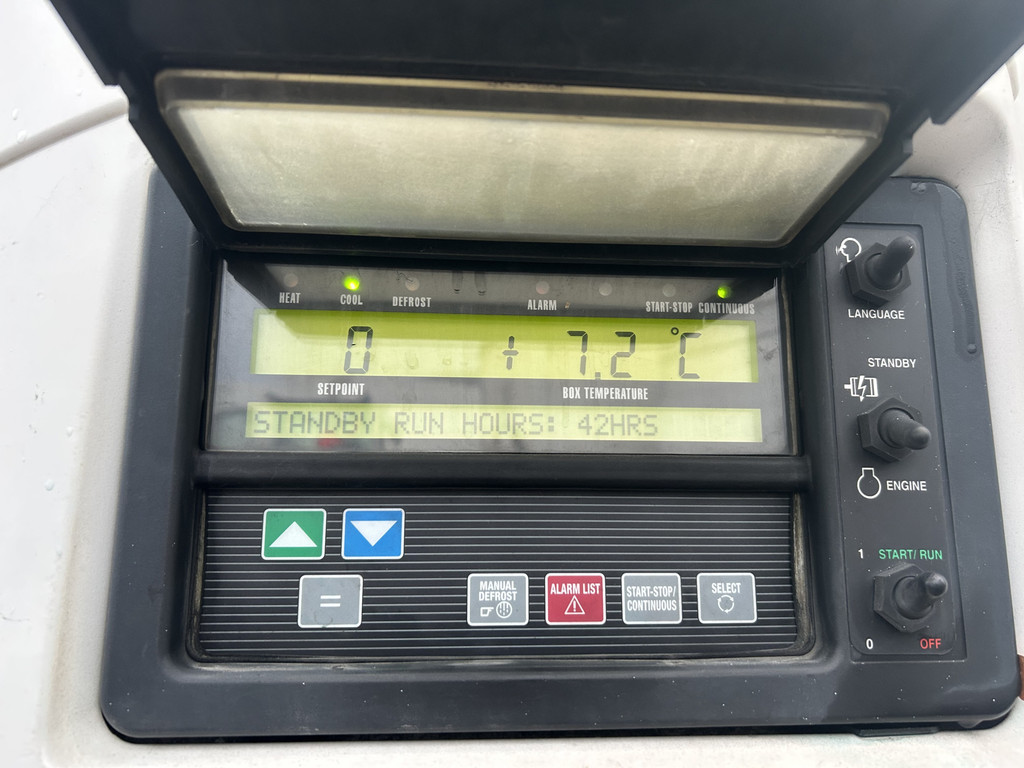 HEAT COOL DEFROST ALARM START-STOP CONTINUOUS
0 + 7.2 °C
SETPOINT BOX TEMPERATURE
STANDBY RUN HOURS: 42HRS
MANUAL DEFROST
ALARM LIST
START-STOP/ CONTINUOUS
SELECT
=
LANGUAGE
STANDBY
ENGINE
1 START/RUN
0 OFF